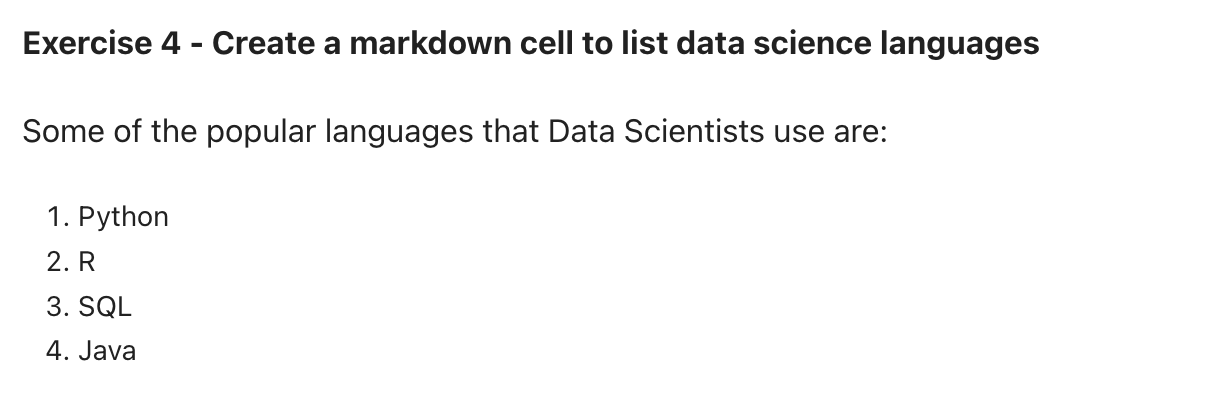 Exercise 4 - Create a markdown cell to list data science languages
Some of the popular languages that Data Scientists use are:
1. Python
2. R
3. SQL
4. Java